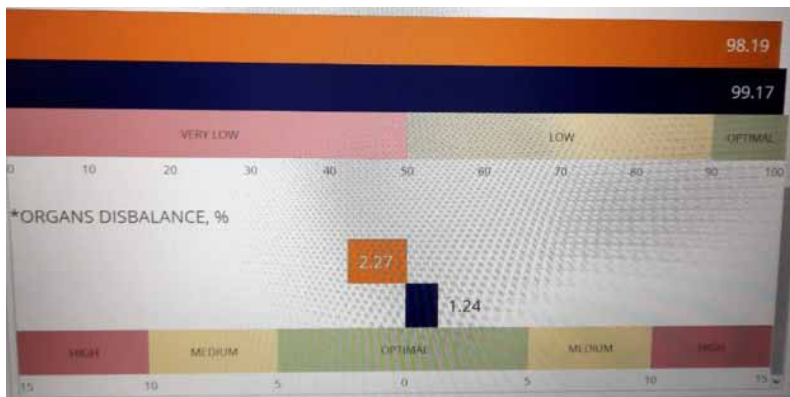 98.19
99.17
VERY LOW LOW OPTIMAL
0 10 20 30 40 50 60 70 80 90 100
*ORGANS DISBALANCE, %
2.27
1.24
HIGH MEDIUM OPTIMAL MEDIUM HIGH
15 10 5 0 5 10 15